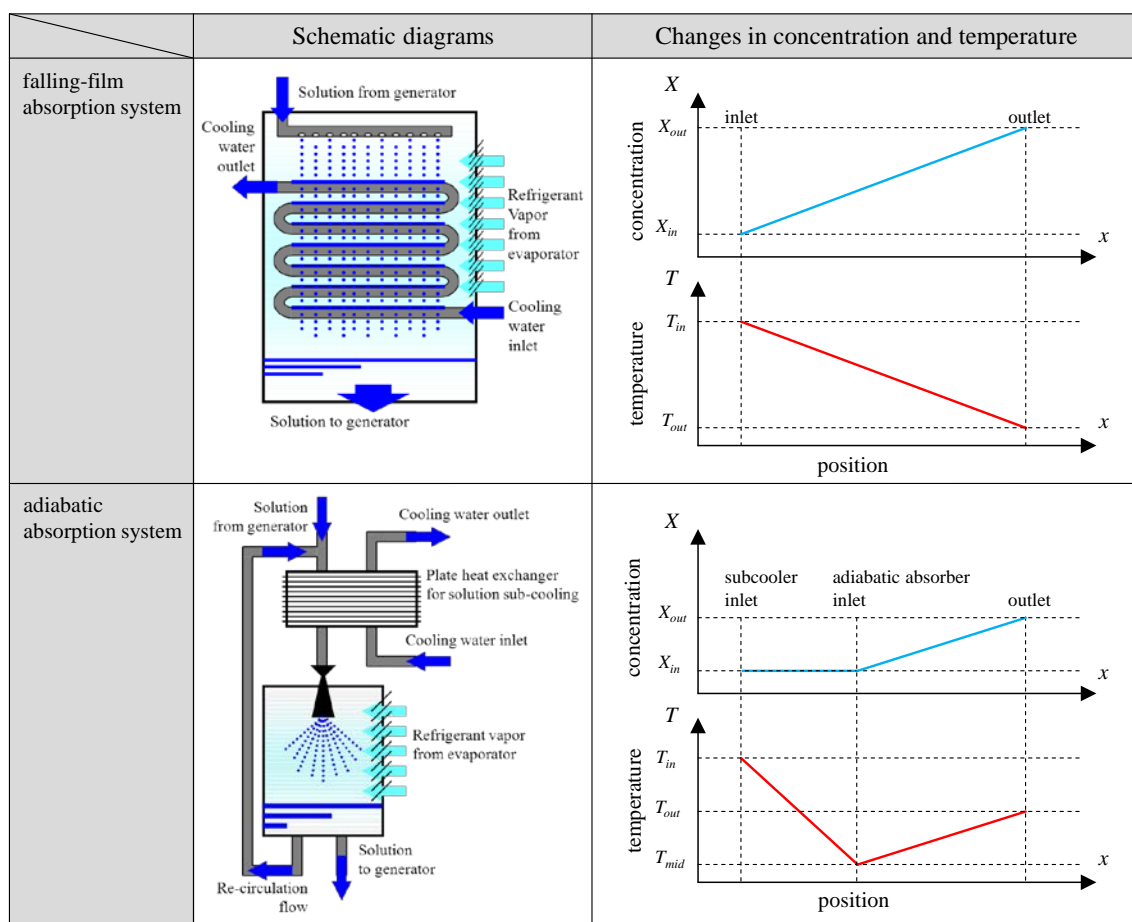 Schematic diagrams
Changes in concentration and temperature
falling-film
absorption system
Solution from generator
Cooling
water
outlet
Refrigerant
Vapor
from
evaporator
Cooling
water
inlet
Solution to generator
X
inlet
outlet
X_out
concentration
X_in
x
T
T_in
temperature
T_out
x
position
adiabatic
absorption system
Solution
from generator
Cooling water outlet
Plate heat exchanger
for solution sub-cooling
Cooling water inlet
Refrigerant vapor
from evaporator
Solution
to generator
Re-circulation
flow
X
subcooler
inlet
adiabatic absorber
inlet
outlet
X_out
concentration
X_in
x
T
T_in
temperature
T_out
T_mid
x
position